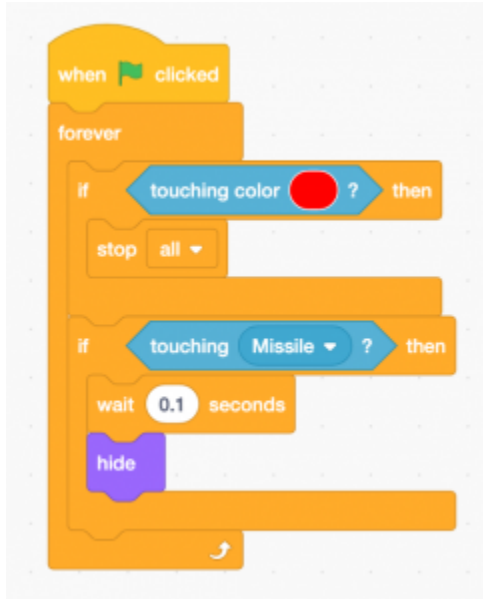 when clicked
forever
if touching color ? then
stop all
if touching Missile ? then
wait 0.1 seconds
hide